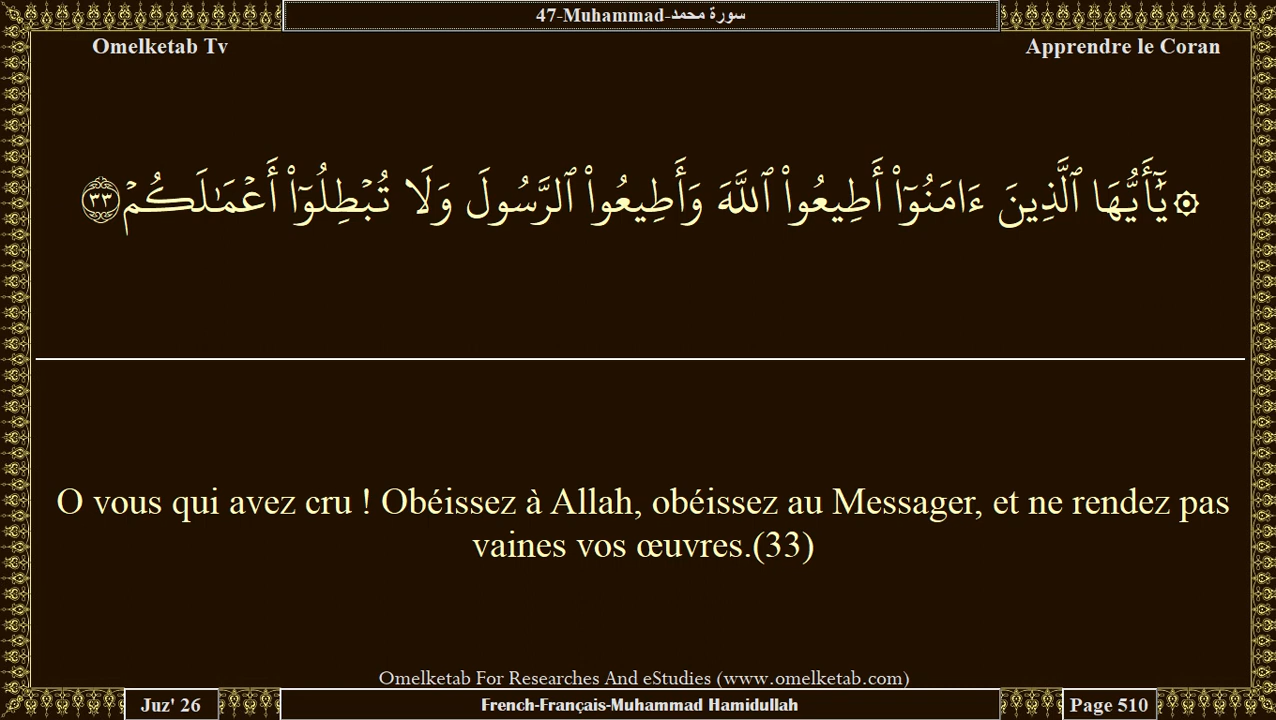 47-Muhammad-سورة محمد
Omelketab Tv
Apprendre le Coran
۞ يَٰٓأَيُّهَا ٱلَّذِينَ ءَامَنُوٓاْ أَطِيعُواْ ٱللَّهَ وَأَطِيعُواْ ٱلرَّسُولَ وَلَا تُبۡطِلُوٓاْ أَعۡمَٰلَكُمۡ ٣٣
O vous qui avez cru ! Obéissez à Allah, obéissez au Messager, et ne rendez pas
vaines vos œuvres.(33)
Omelketab For Researches And eStudies (www.omelketab.com)
Juz' 26
French-Français-Muhammad Hamidullah
Page 510